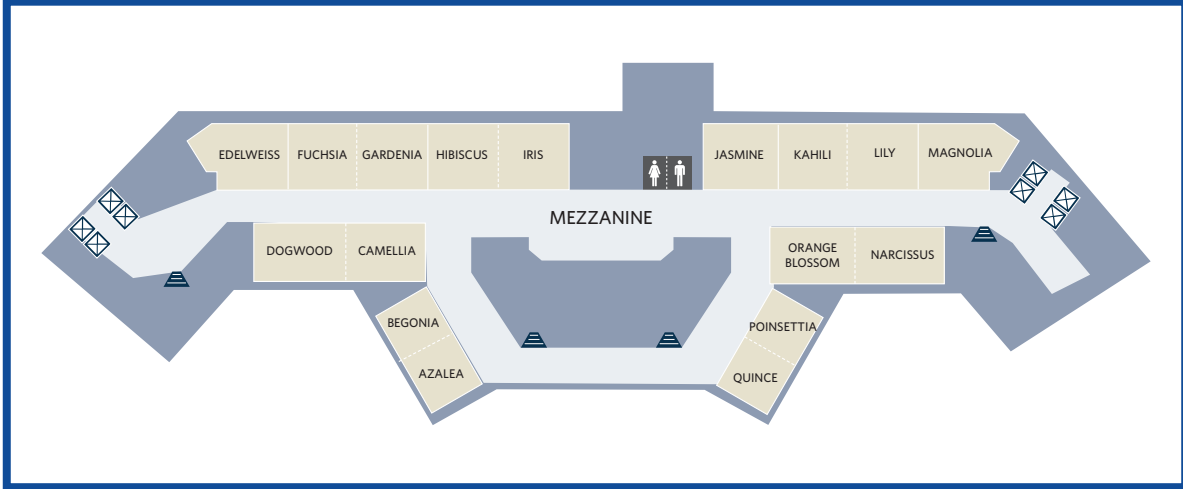 EDELWEISS
FUCHSIA
GARDENIA
HIBISCUS
IRIS
JASMINE
KAHILI
LILY
MAGNOLIA
MEZZANINE
DOGWOOD
CAMELLIA
ORANGE
BLOSSOM
NARCISSUS
BEGONIA
AZALEA
POINSETTIA
QUINCE